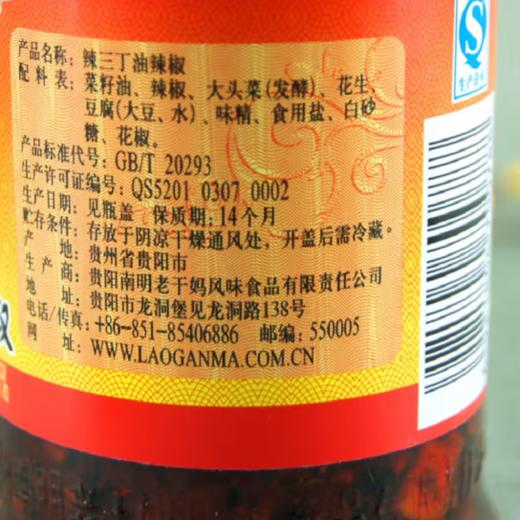 产品名称: 辣三丁油辣椒
配料表: 菜籽油、辣椒、大头菜(发酵)、花生、
豆腐(大豆、水)、味精、食用盐、白砂
糖、花椒。
产品标准代号: GB/T 20293
生产许可证编号: QS5201 0307 0002
生产日期: 见瓶盖 保质期: 14个月
贮存条件: 存放于阴凉干燥通风处,开盖后需冷藏。
产 地: 贵州省贵阳市
生产商: 贵阳南明老干妈风味食品有限责任公司
地 址: 贵阳市龙洞堡见龙洞路138号
电话/传真: +86-851-85406886 邮编: 550005
网 址: WWW.LAOGANMA.COM.CN
S